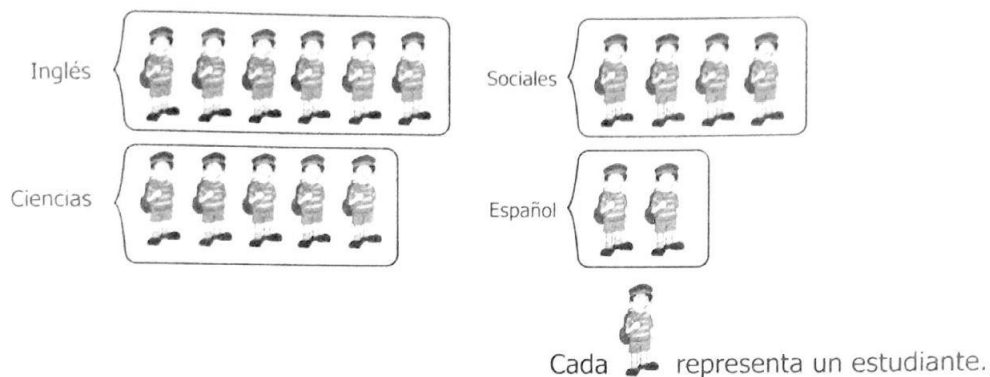 Inglés
Sociales
Ciencias
Español
Cada representa un estudiante.